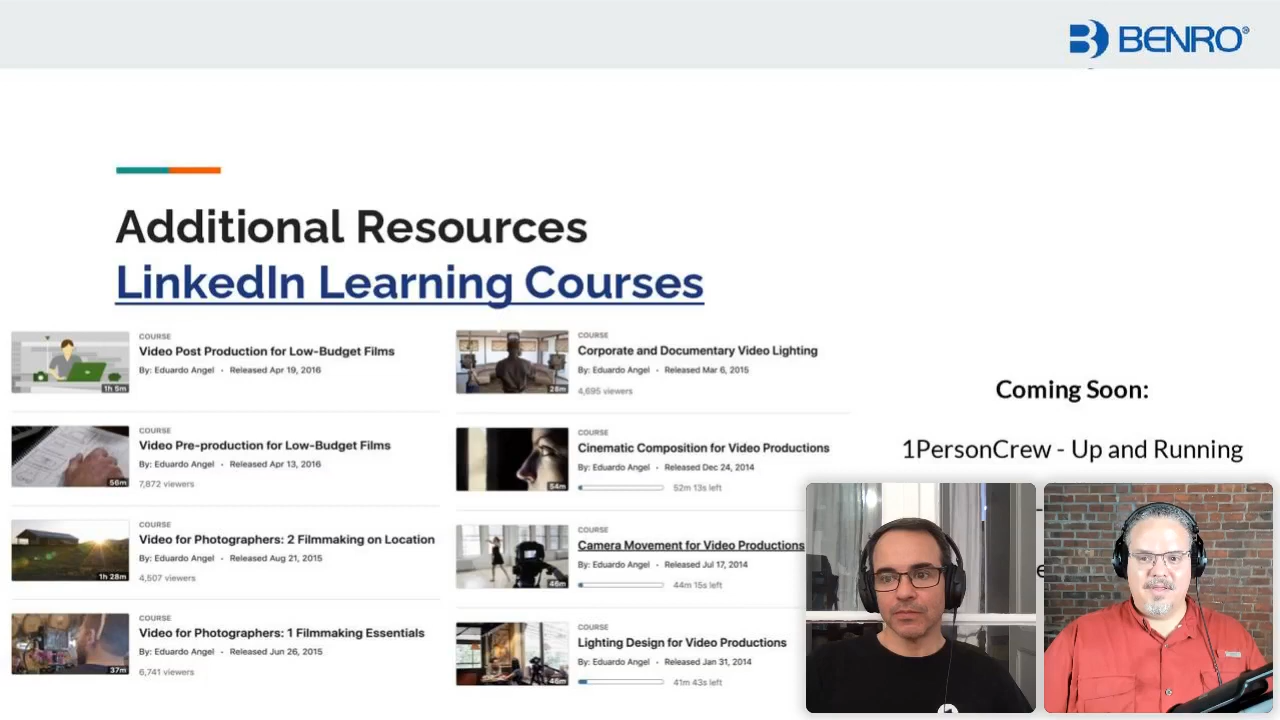 BENRO®
Additional Resources
LinkedIn Learning Courses
COURSE
Video Post Production for Low-Budget Films
By: Eduardo Angel • Released Apr 19, 2016
1h 5m
COURSE
Video Pre-production for Low-Budget Films
By: Eduardo Angel • Released Apr 13, 2016
7,872 viewers
56m
COURSE
Video for Photographers: 2 Filmmaking on Location
By: Eduardo Angel • Released Aug 21, 2015
4,507 viewers
1h 28m
COURSE
Video for Photographers: 1 Filmmaking Essentials
By: Eduardo Angel • Released Jun 26, 2015
6,741 viewers
37m
COURSE
Corporate and Documentary Video Lighting
By: Eduardo Angel • Released Mar 6, 2015
4,695 viewers
28m
COURSE
Cinematic Composition for Video Productions
By: Eduardo Angel • Released Dec 24, 2014
52m 13s left
54m
COURSE
Camera Movement for Video Productions
By: Eduardo Angel • Released Jul 17, 2014
44m 15s left
46m
COURSE
Lighting Design for Video Productions
By: Eduardo Angel • Released Jan 31, 2014
41m 43s left
46m
Coming Soon:
1PersonCrew - Up and Running